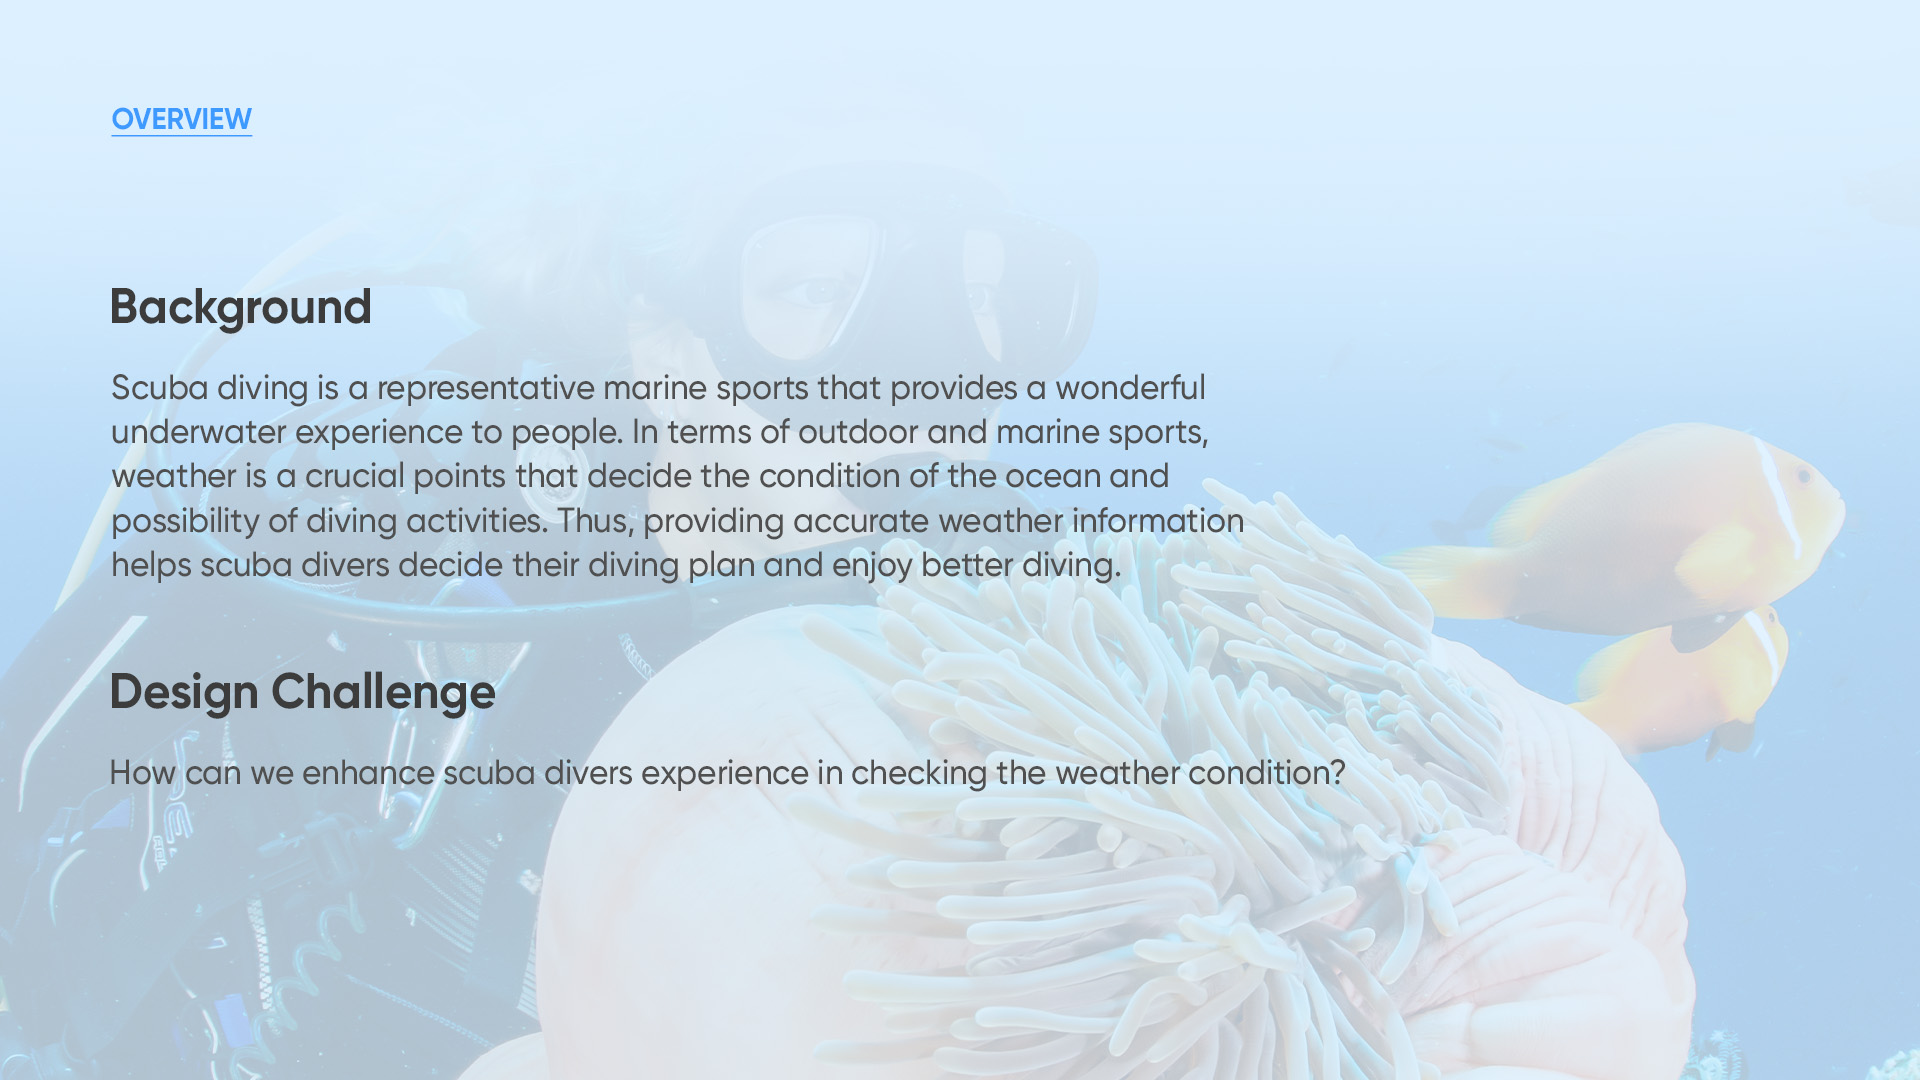 OVERVIEW
Background
Scuba diving is a representative marine sports that provides a wonderful
underwater experience to people. In terms of outdoor and marine sports,
weather is a crucial points that decide the condition of the ocean and
possibility of diving activities. Thus, providing accurate weather information
helps scuba divers decide their diving plan and enjoy better diving.
Design Challenge
How can we enhance scuba divers experience in checking the weather condition?